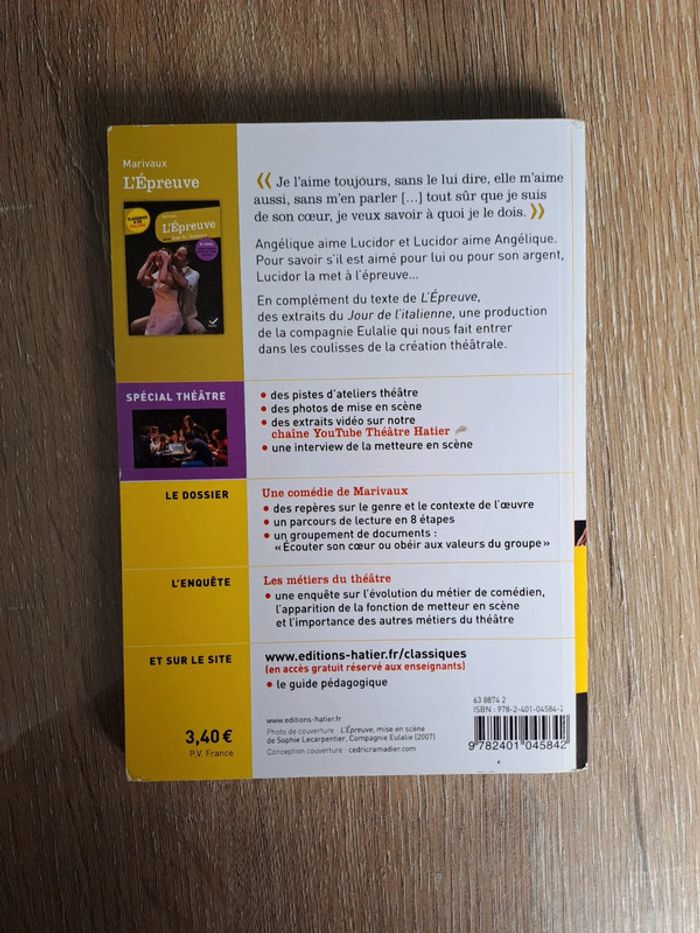 Marivaux
L'Épreuve
L'Épreuve
« Je l'aime toujours, sans le lui dire, elle m'aime
aussi, sans m'en parler […] tout sûr que je suis
de son cœur, je veux savoir à quoi je le dois. »
Angélique aime Lucidor et Lucidor aime Angélique.
Pour savoir s'il est aimé pour lui ou pour son argent,
Lucidor la met à l'épreuve...
En complément du texte de L'Épreuve,
des extraits du Jour de l'italienne, une production
de la compagnie Eulalie qui nous fait entrer
dans les coulisses de la création théâtrale.
SPÉCIAL THÉÂTRE
• des pistes d'ateliers théâtre
• des photos de mise en scène
• des extraits vidéo sur notre
chaîne YouTube Théâtre Hatier
• une interview de la metteure en scène
LE DOSSIER
Une comédie de Marivaux
• des repères sur le genre et le contexte de l'œuvre
• un parcours de lecture en 8 étapes
• un groupement de documents :
« Écouter son cœur ou obéir aux valeurs du groupe »
L'ENQUÊTE
Les métiers du théâtre
• une enquête sur l'évolution du métier de comédien,
l'apparition de la fonction de metteur en scène
et l'importance des autres métiers du théâtre
ET SUR LE SITE
www.editions-hatier.fr/classiques
(en accès gratuit réservé aux enseignants)
• le guide pédagogique
3,40 €
P.V. France
www.editions-hatier.fr
Photo de couverture : L'Épreuve, mise en scène
de Sophie Lecarpentier, Compagnie Eulalie (2007).
Conception couverture : cedricramadier.com
63 8874 2
ISBN : 978-2-401-04584-2
9 782401 045842